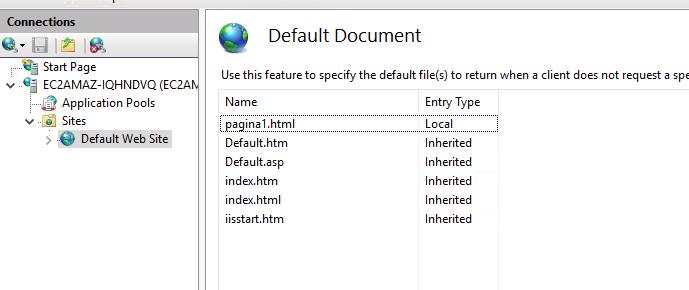 Connections
Start Page
EC2AMAZ-IQHNDVQ (EC2AM
Application Pools
Sites
Default Web Site
Default Document
Use this feature to specify the default file(s) to return when a client does not request a spe
Name Entry Type
pagina1.html Local
Default.htm Inherited
Default.asp Inherited
index.htm Inherited
index.html Inherited
iisstart.htm Inherited